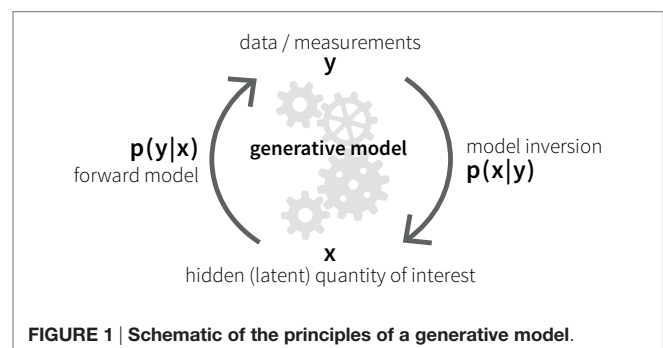 data / measurements
y
p(y|x)
forward model
generative model
model inversion
p(x|y)
x
hidden (latent) quantity of interest
FIGURE 1 | Schematic of the principles of a generative model.